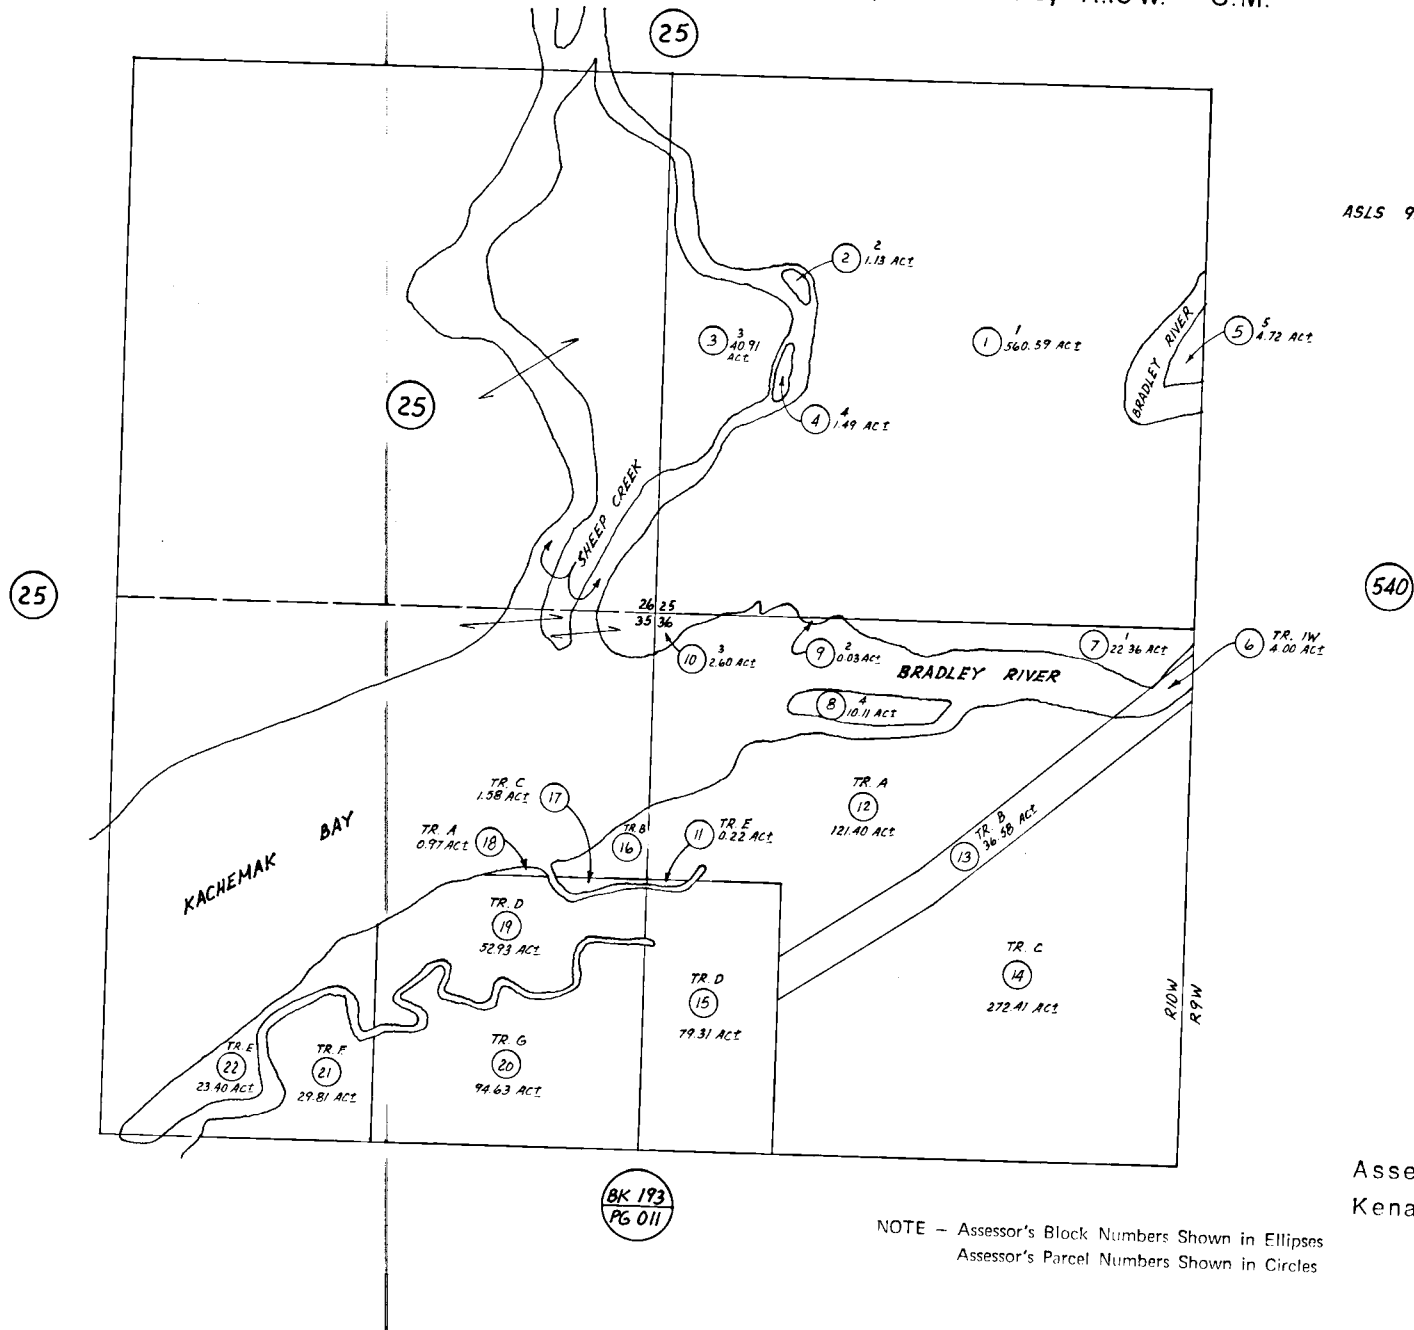 R.10W. S.M.
25
ASLS 9
2
2 1.13 AC±
3
3 40.91
AC±
1
1 560.59 AC±
BRADLEY RIVER
5
5 4.72 AC±
25
4
4 1.49 AC±
SHEEP CREEK
25
540
26 25
35 36
10 3
2.60 AC±
9 2
0.03 AC±
7 1
22.36 AC±
6 TR. 1W
4.00 AC±
BRADLEY RIVER
8 4
10.11 AC±
TR. C
1.58 AC± 17
TR. A
12
121.40 AC±
KACHEMAK BAY
TR. A
0.97 AC± 18
TR. B
16
11 TR. E
0.22 AC±
TR. B
13 36.58 AC±
TR. D
19
52.93 AC±
TR. D
15
79.31 AC±
TR. C
14
272.41 AC±
R10W
R9W
TR. E
22
23.40 AC±
TR. F
21
29.81 AC±
TR. G
20
94.63 AC±
BK 193
PG 011
Asse
Kena
NOTE – Assessor's Block Numbers Shown in Ellipses
Assessor's Parcel Numbers Shown in Circles